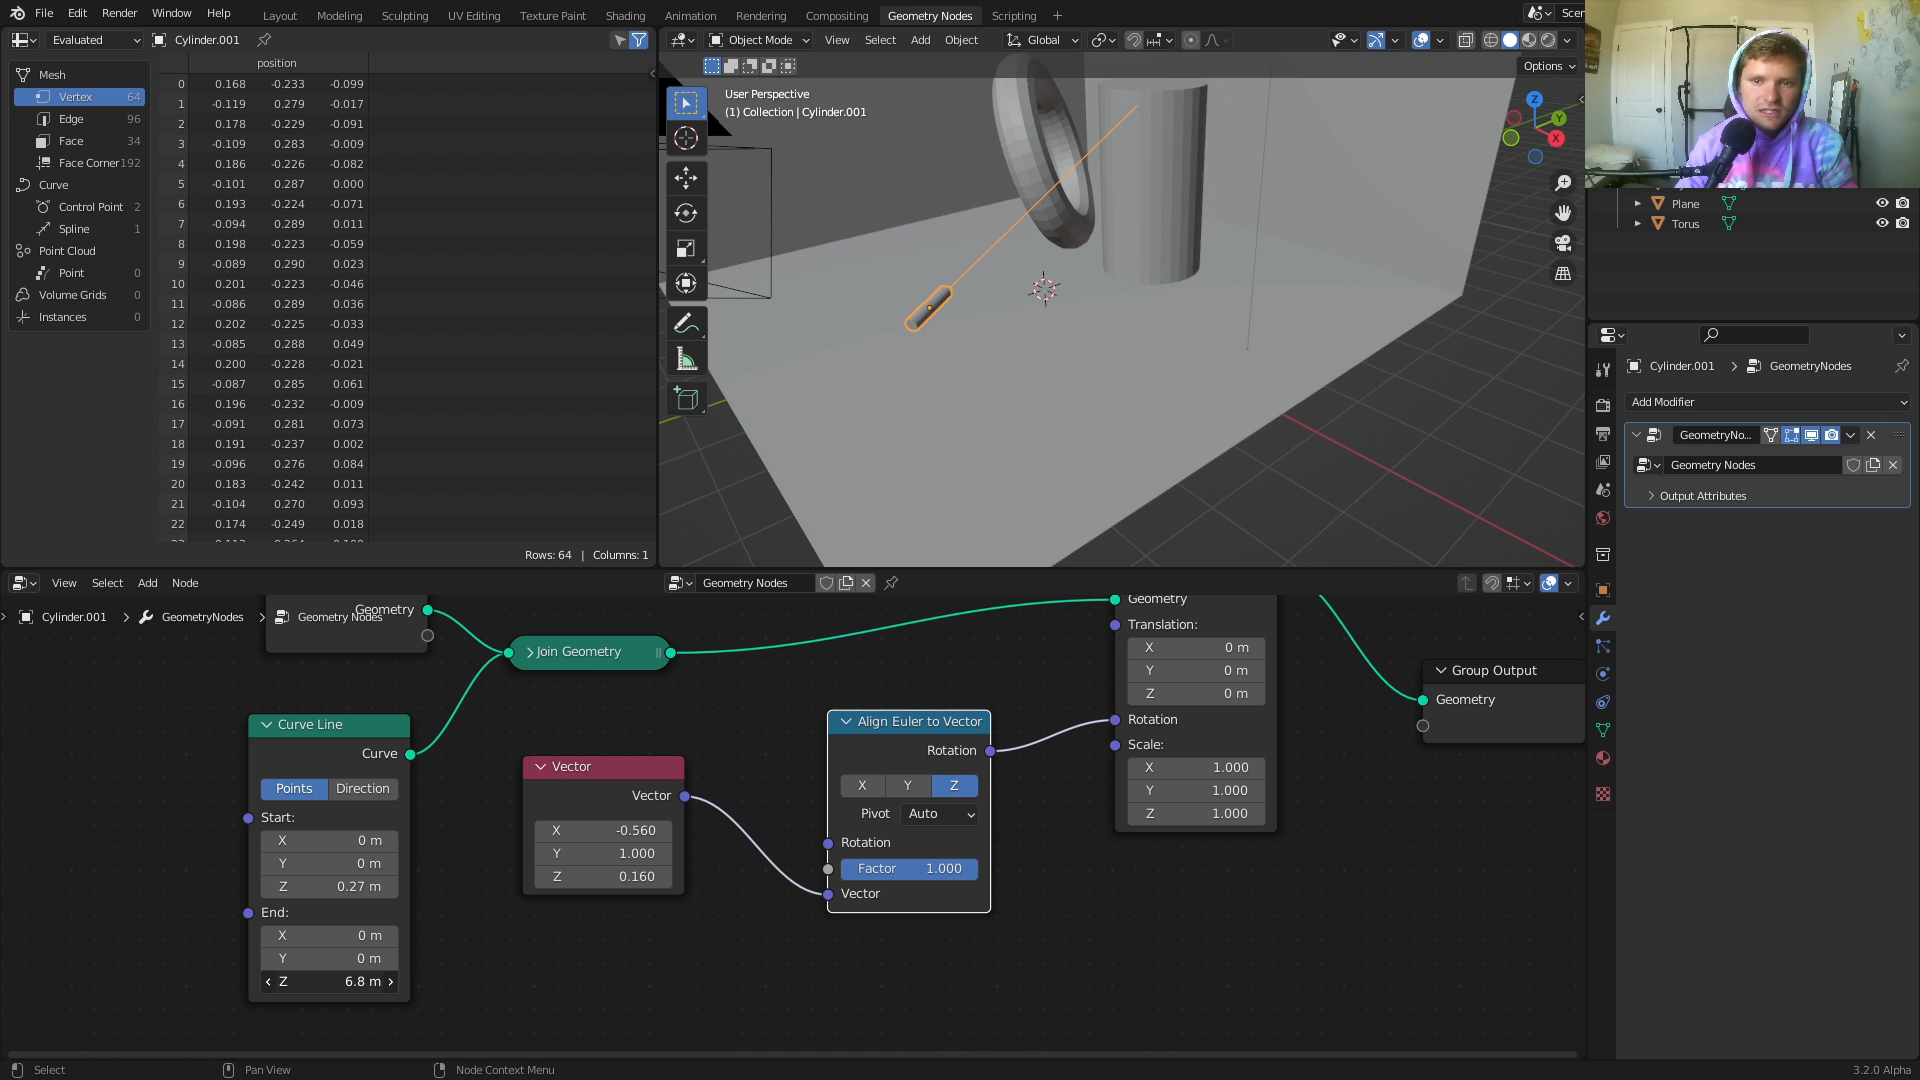 File Edit Render Window Help
Layout Modeling Sculpting UV Editing Texture Paint Shading Animation Rendering Compositing Geometry Nodes Scripting +
Evaluated
Cylinder.001
position
Mesh
Vertex 64
Edge 96
Face 34
Face Corner 192
Curve
Control Point 2
Spline 1
Point Cloud
Point 0
Volume Grids 0
Instances 0
0 0.168 -0.233 -0.099
1 -0.119 0.279 -0.017
2 0.178 -0.229 -0.091
3 -0.109 0.283 -0.009
4 0.186 -0.226 -0.082
5 -0.101 0.287 0.000
6 0.193 -0.224 -0.071
7 -0.094 0.289 0.011
8 0.198 -0.223 -0.059
9 -0.089 0.290 0.023
10 0.201 -0.223 -0.046
11 -0.086 0.289 0.036
12 0.202 -0.225 -0.033
13 -0.085 0.288 0.049
14 0.200 -0.228 -0.021
15 -0.087 0.285 0.061
16 0.196 -0.232 -0.009
17 -0.091 0.281 0.073
18 0.191 -0.237 0.002
19 -0.096 0.276 0.084
20 0.183 -0.242 0.011
21 -0.104 0.270 0.093
22 0.174 -0.249 0.018
Rows: 64 | Columns: 1
Object Mode View Select Add Object Global
Options
User Perspective
(1) Collection | Cylinder.001
Z
Y
X
Plane
Torus
Cylinder.001 GeometryNodes
Add Modifier
GeometryNo...
Geometry Nodes
Output Attributes
View Select Add Node
Geometry Nodes
Cylinder.001 GeometryNodes Geometry Nodes
Geometry
Join Geometry
Curve Line
Curve
Points Direction
Start:
X 0 m
Y 0 m
Z 0.27 m
End:
X 0 m
Y 0 m
Z 6.8 m
Vector
Vector
X -0.560
Y 1.000
Z 0.160
Align Euler to Vector
Rotation
X Y Z
Pivot Auto
Rotation
Factor 1.000
Vector
Geometry
Translation:
X 0 m
Y 0 m
Z 0 m
Rotation
Scale:
X 1.000
Y 1.000
Z 1.000
Group Output
Geometry
Select
Pan View
Node Context Menu
3.2.0 Alpha